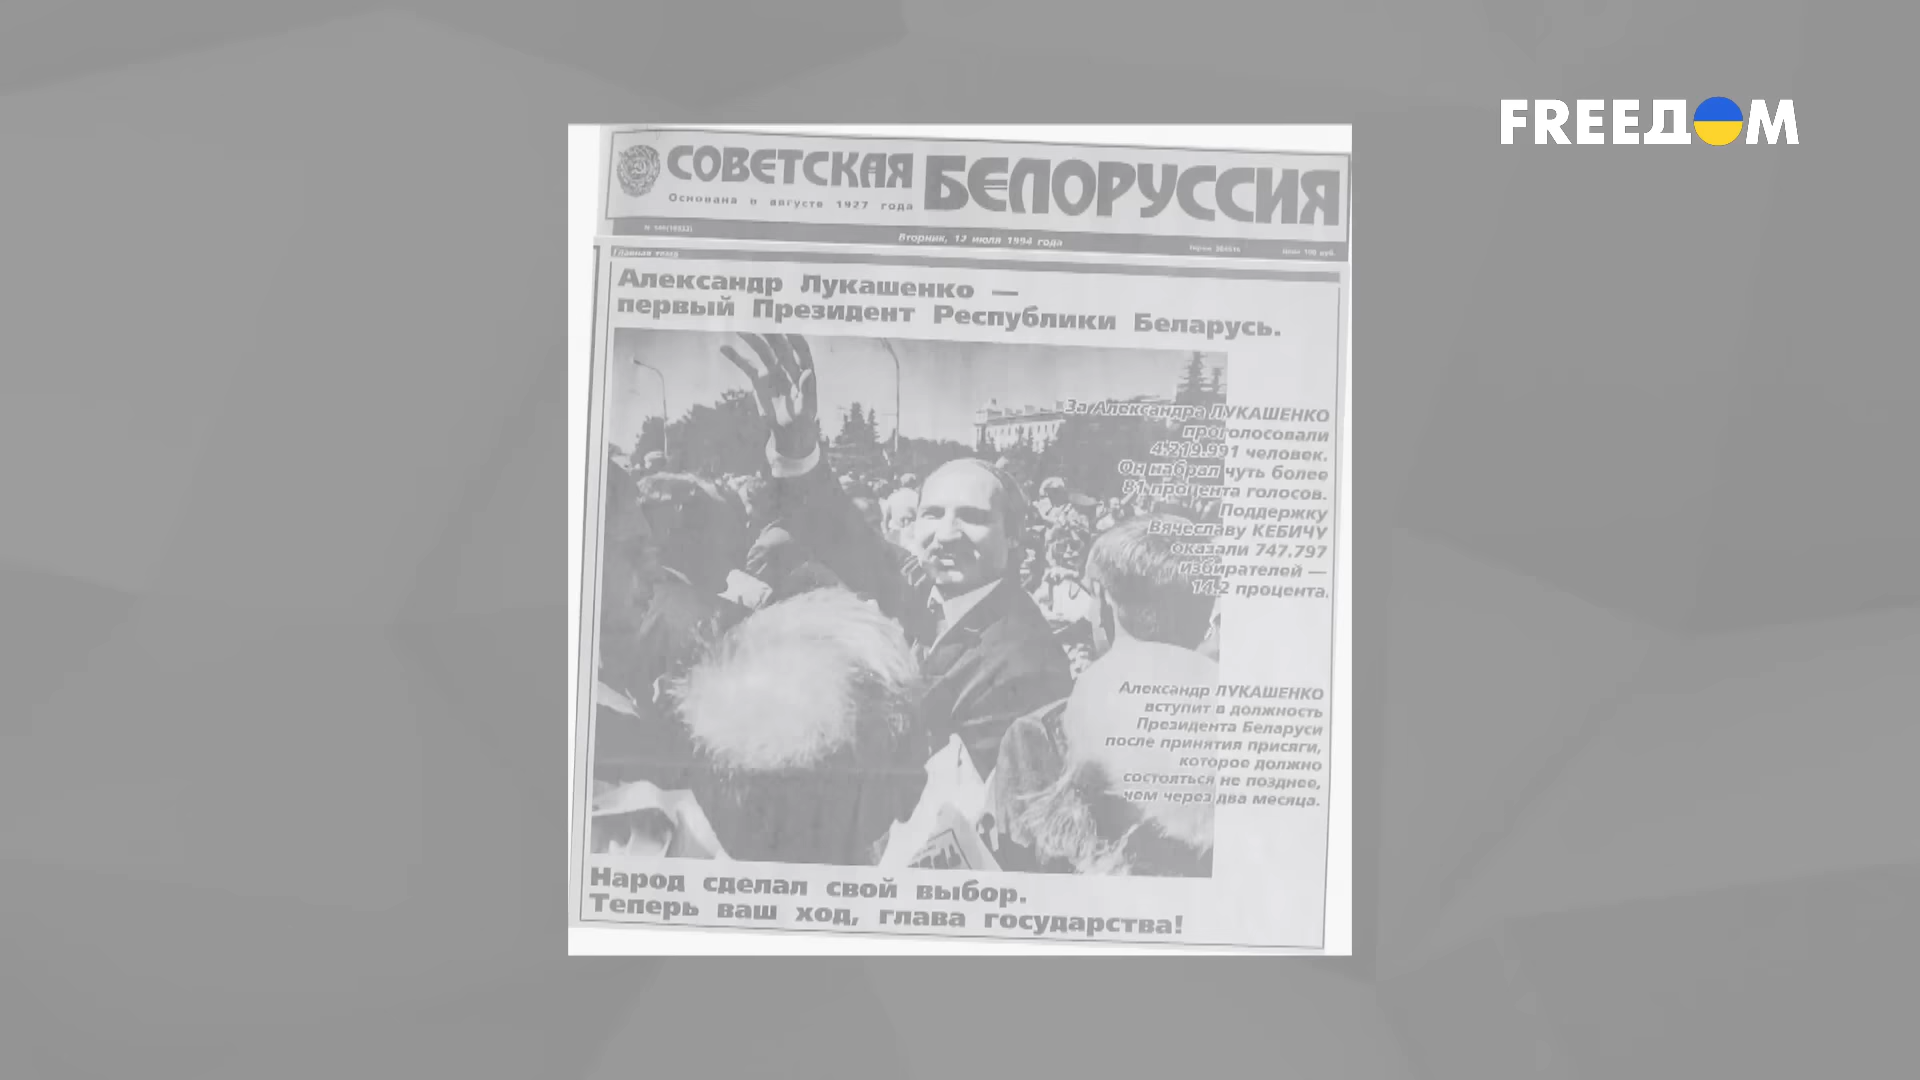 FREEДOM
СОВЕТСКАЯ БЕЛОРУССИЯ
Основана в августе 1927 года
Вторник, 12 июля 1994 года
Главная тема
Александр Лукашенко —
первый Президент Республики Беларусь.
За Александра ЛУКАШЕНКО
проголосовали
4.219.991 человек.
Он набрал чуть более
81 процента голосов.
Поддержку
Вячеславу КЕБИЧУ
оказали 747.797
избирателей —
14,2 процента.
Александр ЛУКАШЕНКО
вступит в должность
Президента Беларуси
после принятия присяги,
которое должно
состояться не позднее,
чем через два месяца.
Народ сделал свой выбор.
Теперь ваш ход, глава государства!